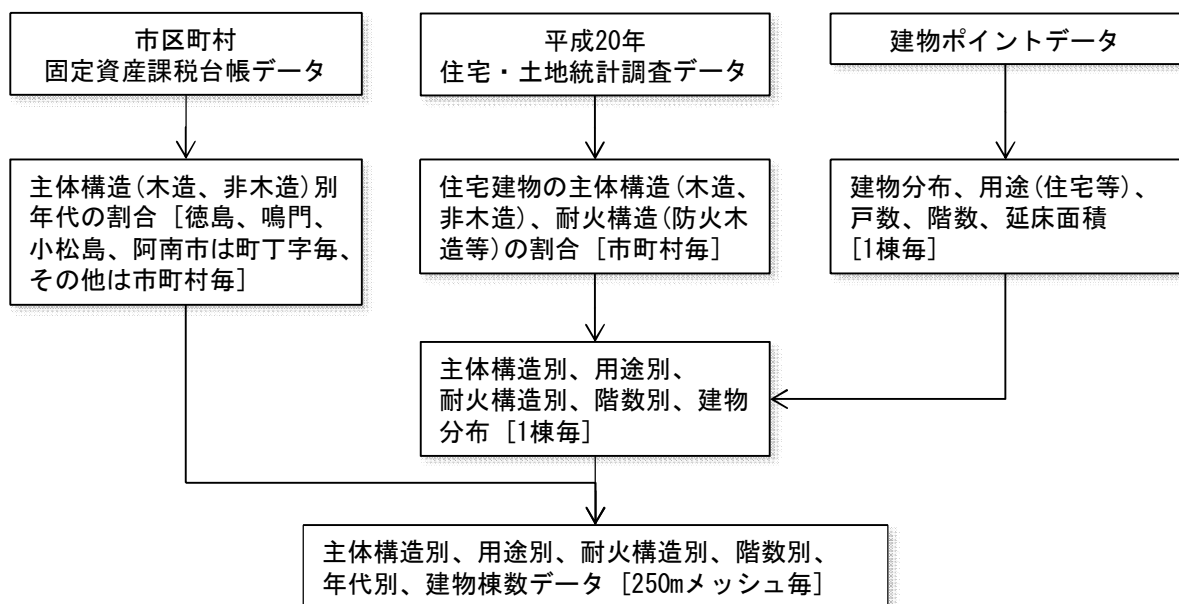 市区町村
固定資産課税台帳データ
平成20年
住宅・土地統計調査データ
建物ポイントデータ
主体構造(木造、非木造)別
年代の割合 [徳島、鳴門、
小松島、阿南市は町丁字毎、
その他は市町村毎]
住宅建物の主体構造(木造、
非木造)、耐火構造(防火木
造等)の割合 [市町村毎]
建物分布、用途(住宅等)、
戸数、階数、延床面積
[1棟毎]
主体構造別、用途別、
耐火構造別、階数別、建物
分布 [1棟毎]
主体構造別、用途別、耐火構造別、階数別、
年代別、建物棟数データ [250mメッシュ毎]